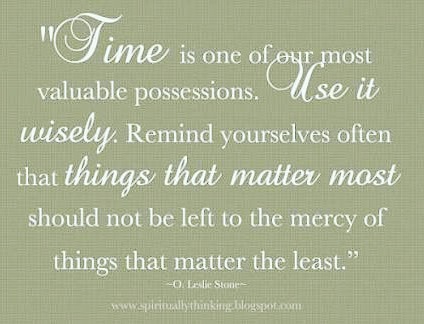 "Time is one of our most
valuable possessions. Use it
wisely. Remind yourselves often
that things that matter most
should not be left to the mercy of
things that matter the least."
~O. Leslie Stone~
www.spirituallythinking.blogspot.com